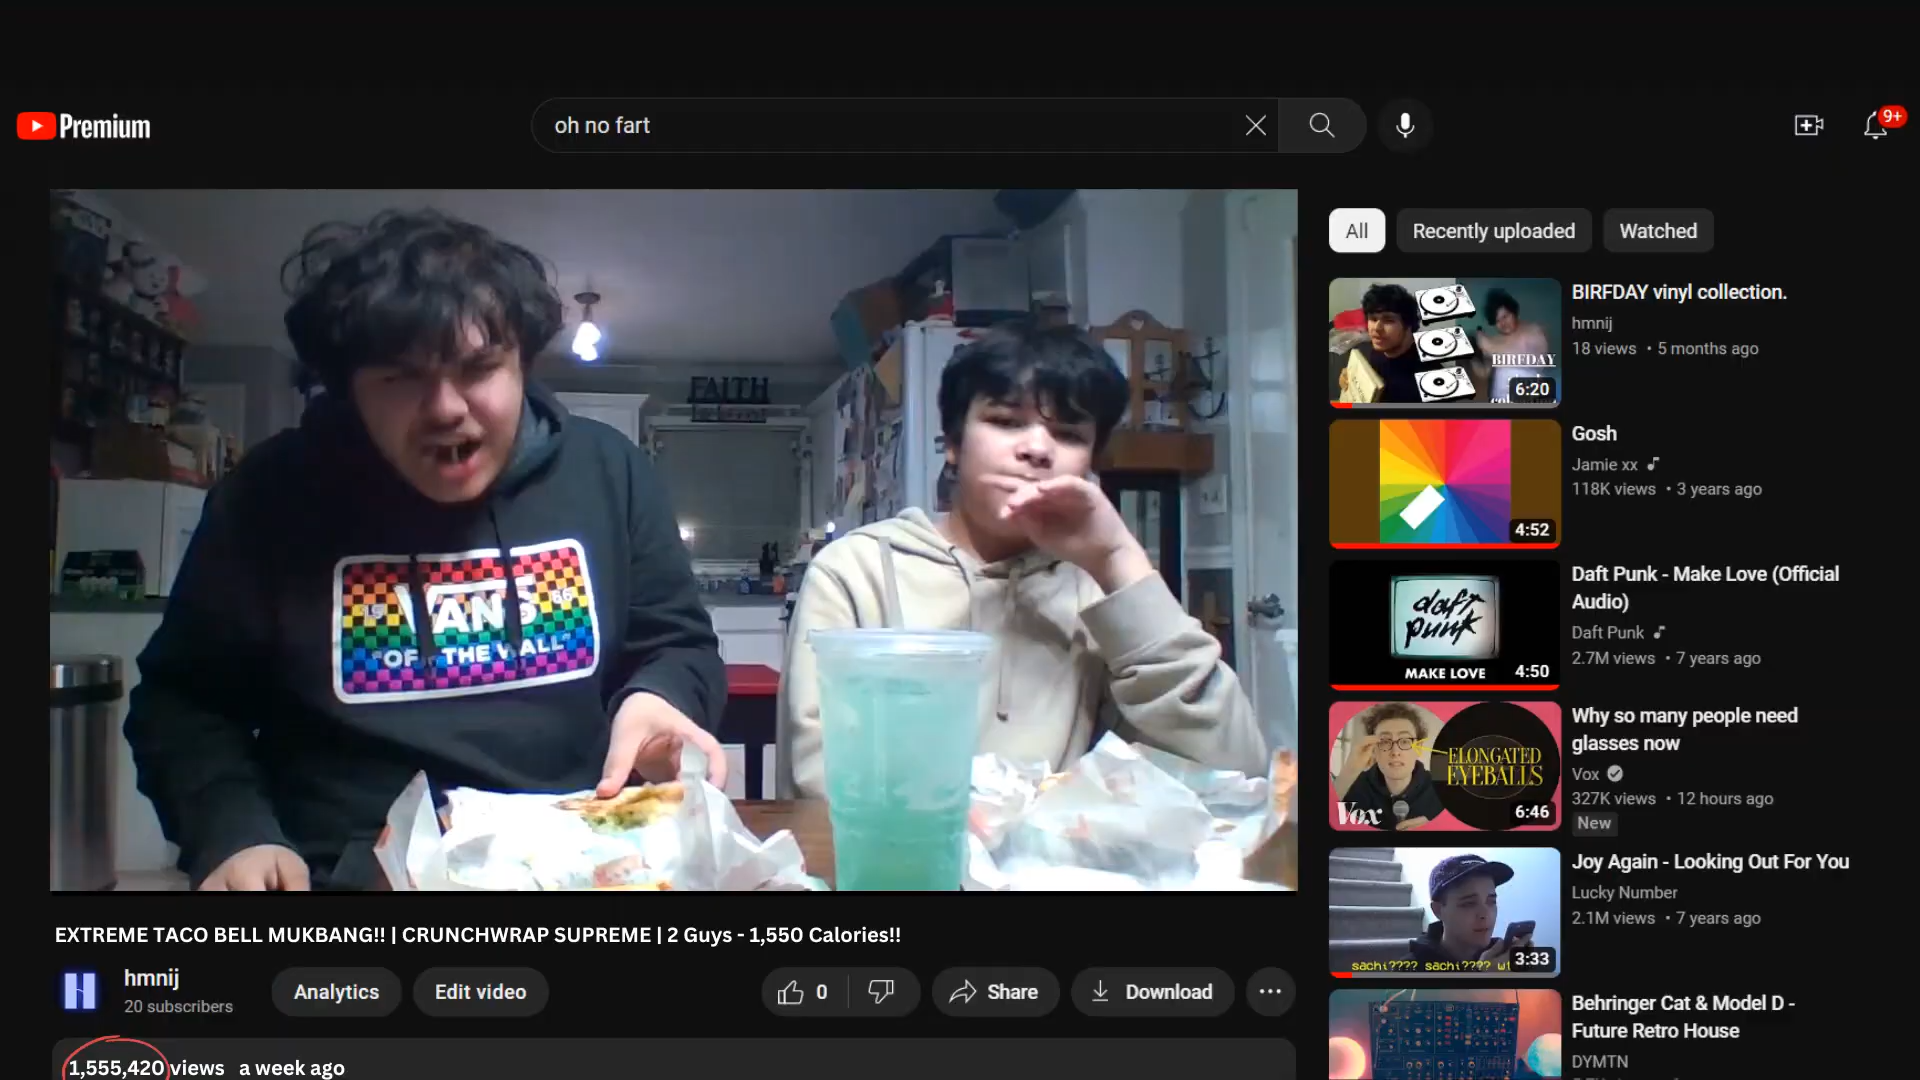 Premium
oh no fart
9+
FAITH
VANS
66
"OF THE WALL"
EXTREME TACO BELL MUKBANG!! | CRUNCHWRAP SUPREME | 2 Guys - 1,550 Calories!!
hmnij
20 subscribers
Analytics
Edit video
0
Share
Download
1,555,420 views a week ago
All
Recently uploaded
Watched
BIRFDAY
6:20
BIRFDAY vinyl collection.
hmnij
18 views • 5 months ago
4:52
Gosh
Jamie xx
118K views • 3 years ago
daft
punk
MAKE LOVE
4:50
Daft Punk - Make Love (Official
Audio)
Daft Punk
2.7M views • 7 years ago
ELONGATED
EYEBALLS
Vox
6:46
Why so many people need
glasses now
Vox
327K views • 12 hours ago
New
sachi???? sachi????
3:33
Joy Again - Looking Out For You
Lucky Number
2.1M views • 7 years ago
Behringer Cat & Model D -
Future Retro House
DYMTN